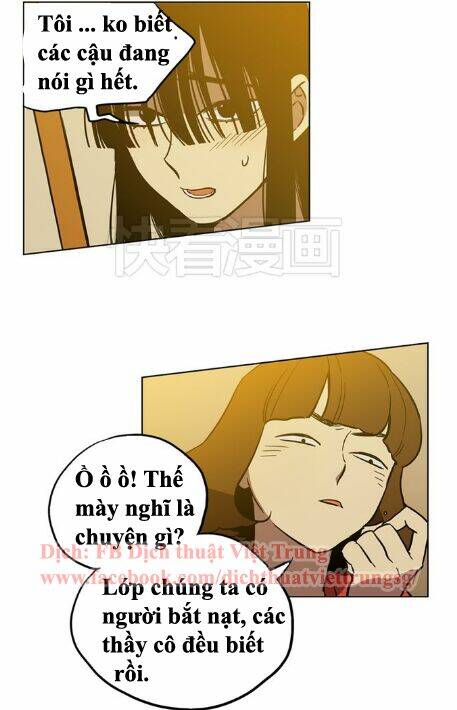 Tôi ... ko biết
các cậu đang
nói gì hết.
快看漫画
Ồ ồ ồ! Thế
mày nghĩ là
chuyện gì?
Dịch: FB Dịch thuật Việt Trung
www.facebook.com/dichthuatviettrungsg/
Lớp chúng ta có
người bắt nạt, các
thầy cô đều biết
rồi.